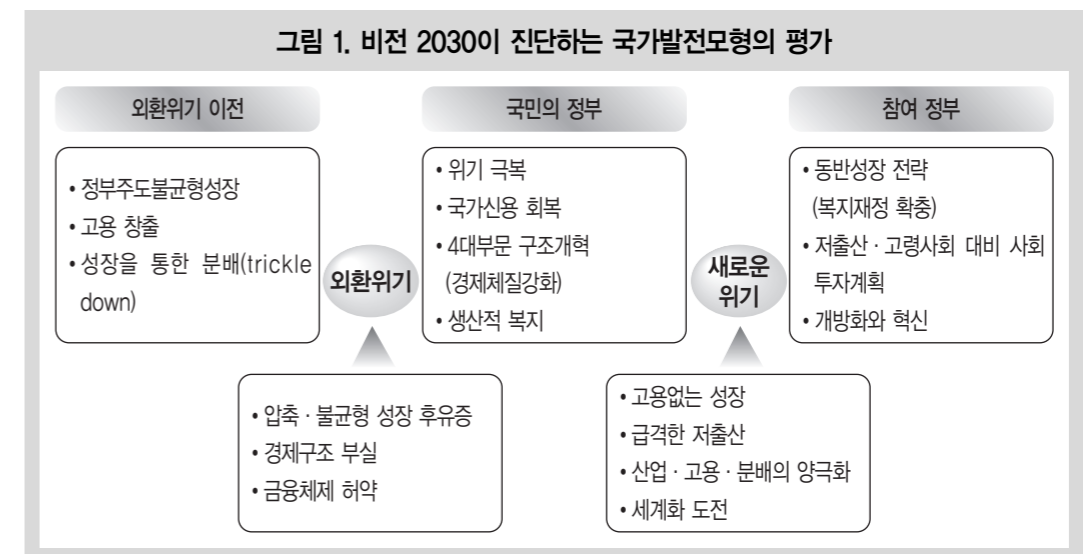 그림 1. 비전 2030이 진단하는 국가발전모형의 평가
외환위기 이전
• 정부주도불균형성장
• 고용 창출
• 성장을 통한 분배(trickle
down)
외환위기
• 압축 · 불균형 성장 후유증
• 경제구조 부실
• 금융체제 허약
국민의 정부
• 위기 극복
• 국가신용 회복
• 4대부문 구조개혁
(경제체질강화)
• 생산적 복지
새로운
위기
• 고용없는 성장
• 급격한 저출산
• 산업 · 고용 · 분배의 양극화
• 세계화 도전
참여 정부
• 동반성장 전략
(복지재정 확충)
• 저출산 · 고령사회 대비 사회
투자계획
• 개방화와 혁신